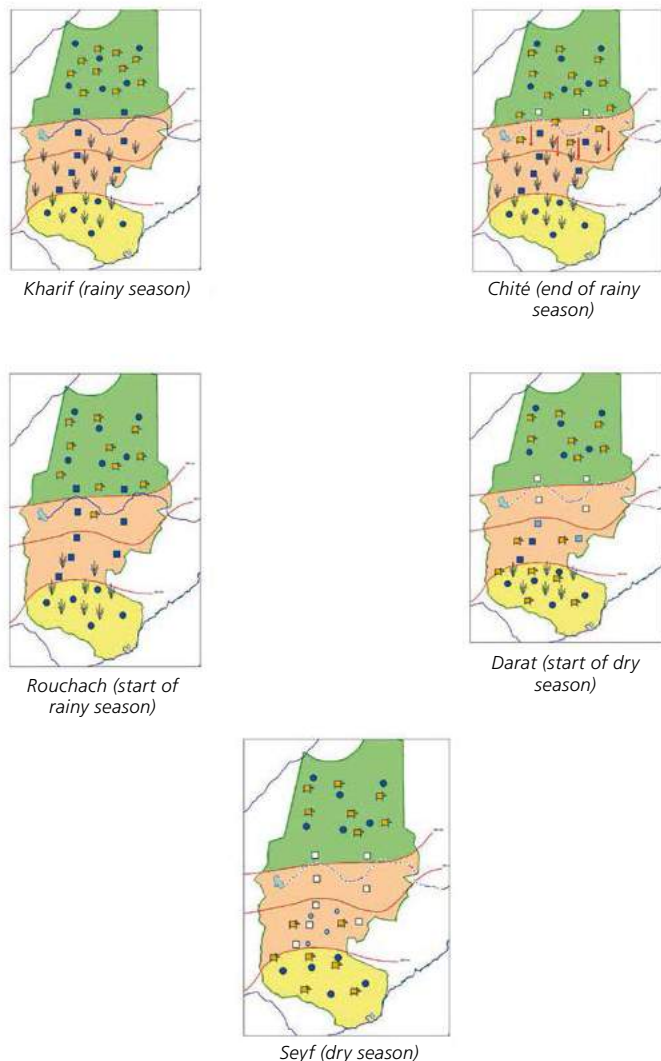 Kharif (rainy season)
Chité (end of rainy
season)
Rouchach (start of
rainy season)
Darat (start of dry
season)
Seyf (dry season)